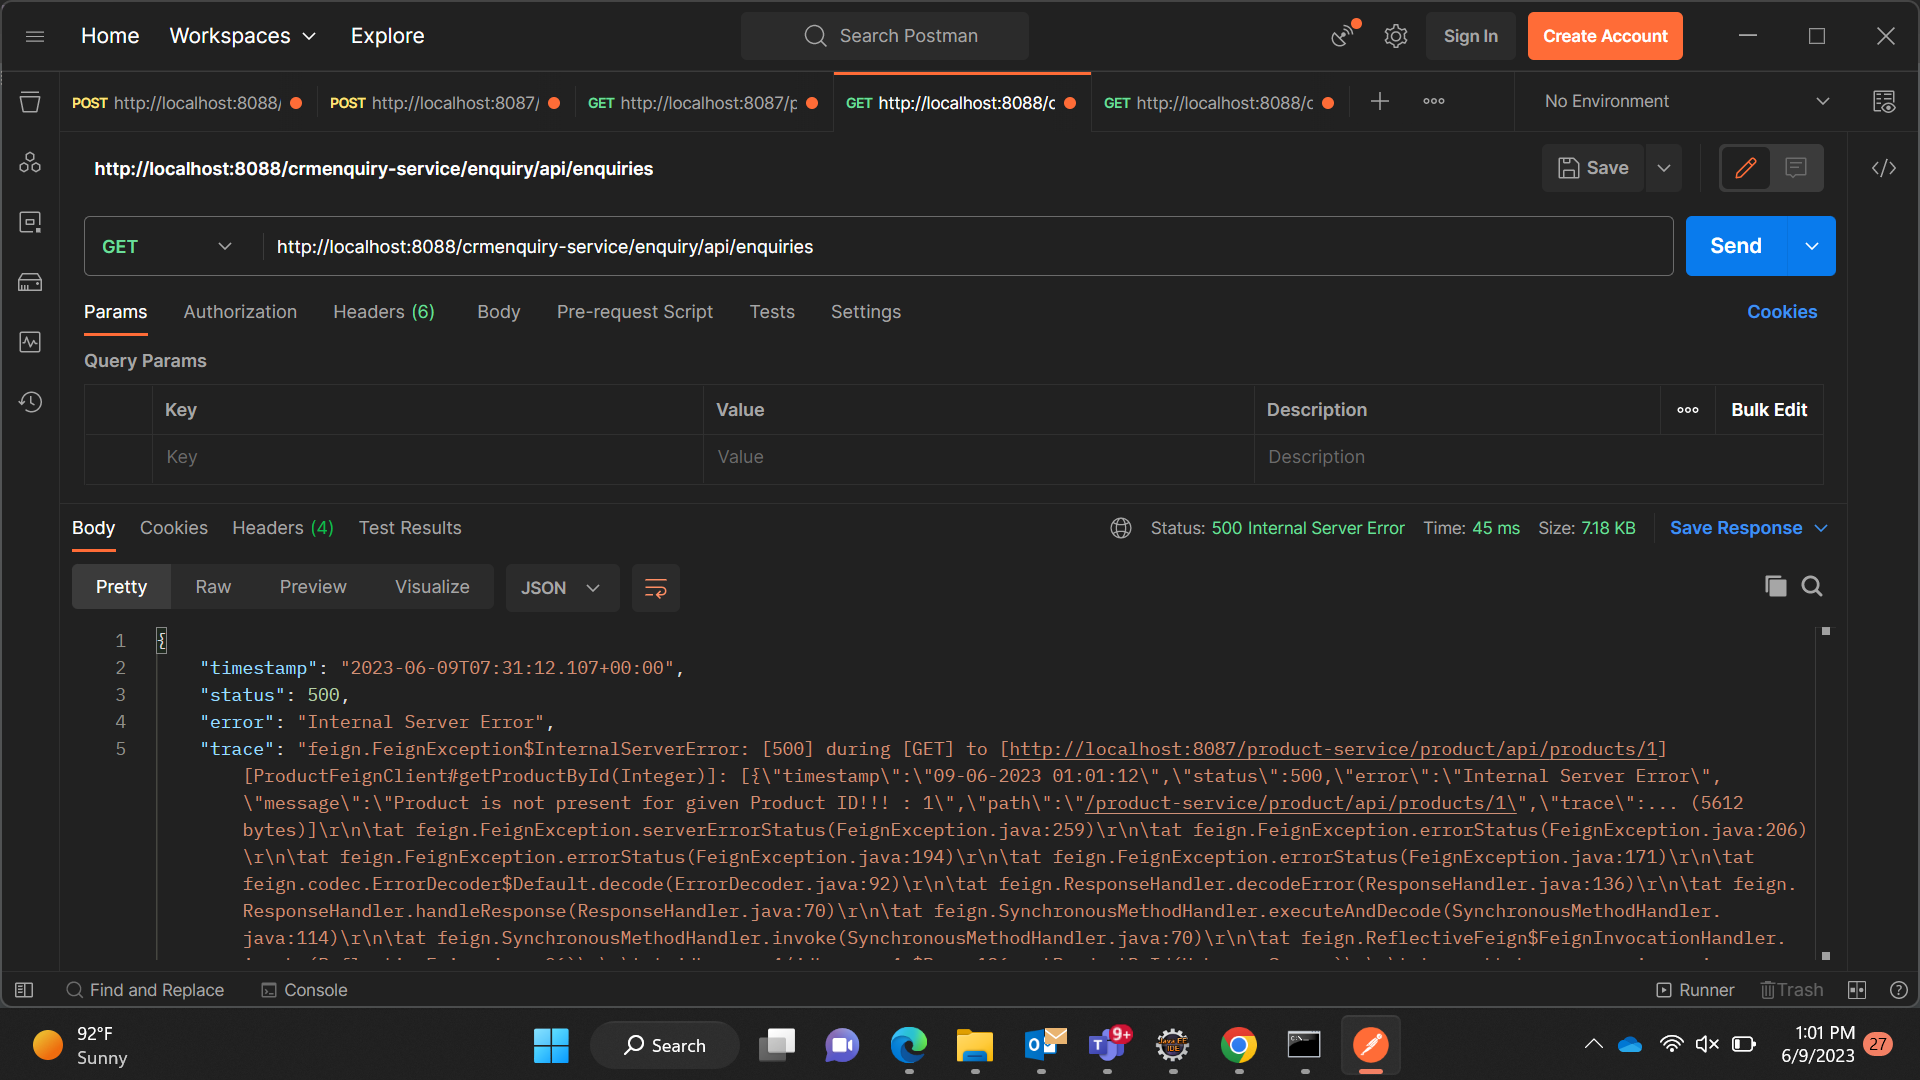 Home
Workspaces
Explore
Search Postman
Sign In
Create Account
POST http://localhost:8088/
POST http://localhost:8087/
GET http://localhost:8087/p
GET http://localhost:8088/c
GET http://localhost:8088/c
No Environment
http://localhost:8088/crmenquiry-service/enquiry/api/enquiries
Save
GET
http://localhost:8088/crmenquiry-service/enquiry/api/enquiries
Send
Params
Authorization
Headers (6)
Body
Pre-request Script
Tests
Settings
Cookies
Query Params
Key
Value
Description
Bulk Edit
Key
Value
Description
Body
Cookies
Headers (4)
Test Results
Status: 500 Internal Server Error
Time: 45 ms
Size: 7.18 KB
Save Response
Pretty
Raw
Preview
Visualize
JSON
1 {
2 "timestamp": "2023-06-09T07:31:12.107+00:00",
3 "status": 500,
4 "error": "Internal Server Error",
5 "trace": "feign.FeignException$InternalServerError: [500] during [GET] to [http://localhost:8087/product-service/product/api/products/1]
[ProductFeignClient#getProductById(Integer)]: [{\"timestamp\":\"09-06-2023 01:01:12\",\"status\":500,\"error\":\"Internal Server Error\",
\"message\":\"Product is not present for given Product ID!!! : 1\",\"path\":\"/product-service/product/api/products/1\",\"trace\":... (5612
bytes)]\r\n\tat feign.FeignException.serverErrorStatus(FeignException.java:259)\r\n\tat feign.FeignException.errorStatus(FeignException.java:206)
\r\n\tat feign.FeignException.errorStatus(FeignException.java:194)\r\n\tat feign.FeignException.errorStatus(FeignException.java:171)\r\n\tat
feign.codec.ErrorDecoder$Default.decode(ErrorDecoder.java:92)\r\n\tat feign.ResponseHandler.decodeError(ResponseHandler.java:136)\r\n\tat feign.
ResponseHandler.handleResponse(ResponseHandler.java:70)\r\n\tat feign.SynchronousMethodHandler.executeAndDecode(SynchronousMethodHandler.
java:114)\r\n\tat feign.SynchronousMethodHandler.invoke(SynchronousMethodHandler.java:70)\r\n\tat feign.ReflectiveFeign$FeignInvocationHandler.
Find and Replace
Console
Runner
Trash
92°F
Sunny
Search
9+
Java EE
IDE
1:01 PM
6/9/2023
27